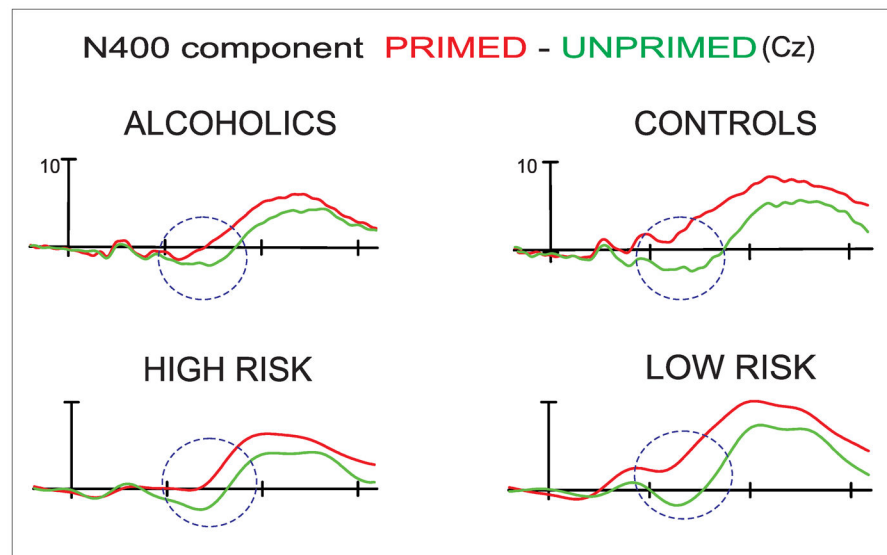 N400 component PRIMED - UNPRIMED (Cz)
ALCOHOLICS
CONTROLS
10
10
HIGH RISK
LOW RISK